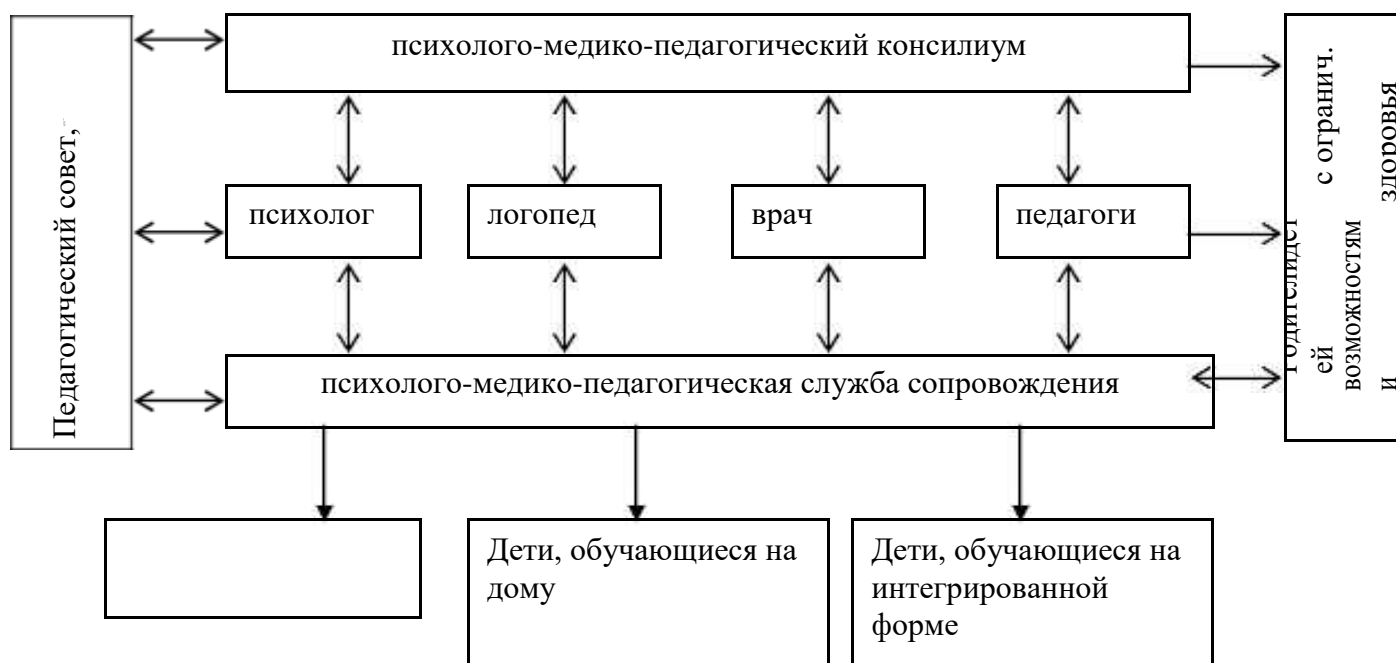 психолого-медико-педагогический консилиум
Педагогический совет,
психолог
логопед
врач
педагоги
с огранич.
ей
возможностям
здоровья
и
психолого-медико-педагогическая служба сопровождения
Дети, обучающиеся на
дому
Дети, обучающиеся на
интегрированной
форме